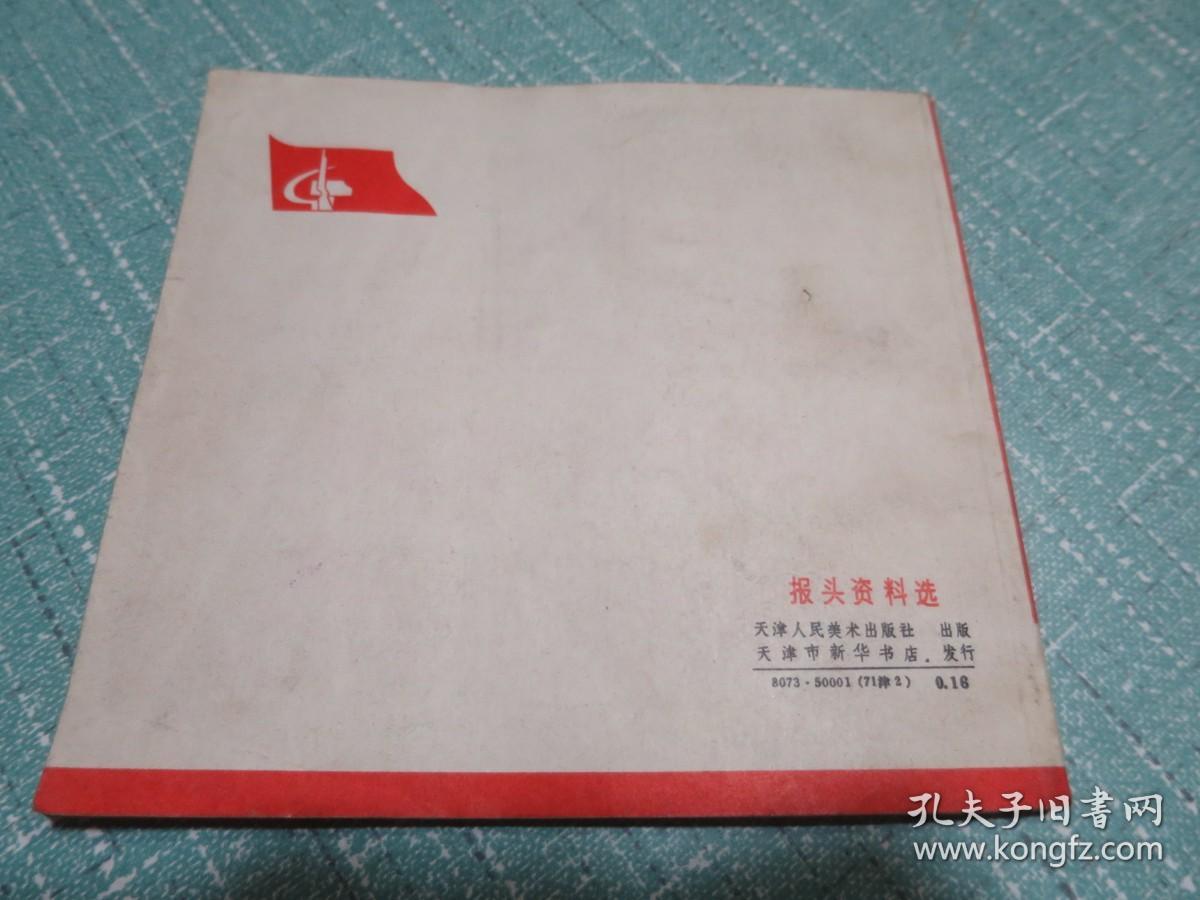 报头资料选
天津人民美术出版社 出版
天津市新华书店. 发行
8073·50001(71津2) 0.16
孔夫子旧书网
www.kongfz.com